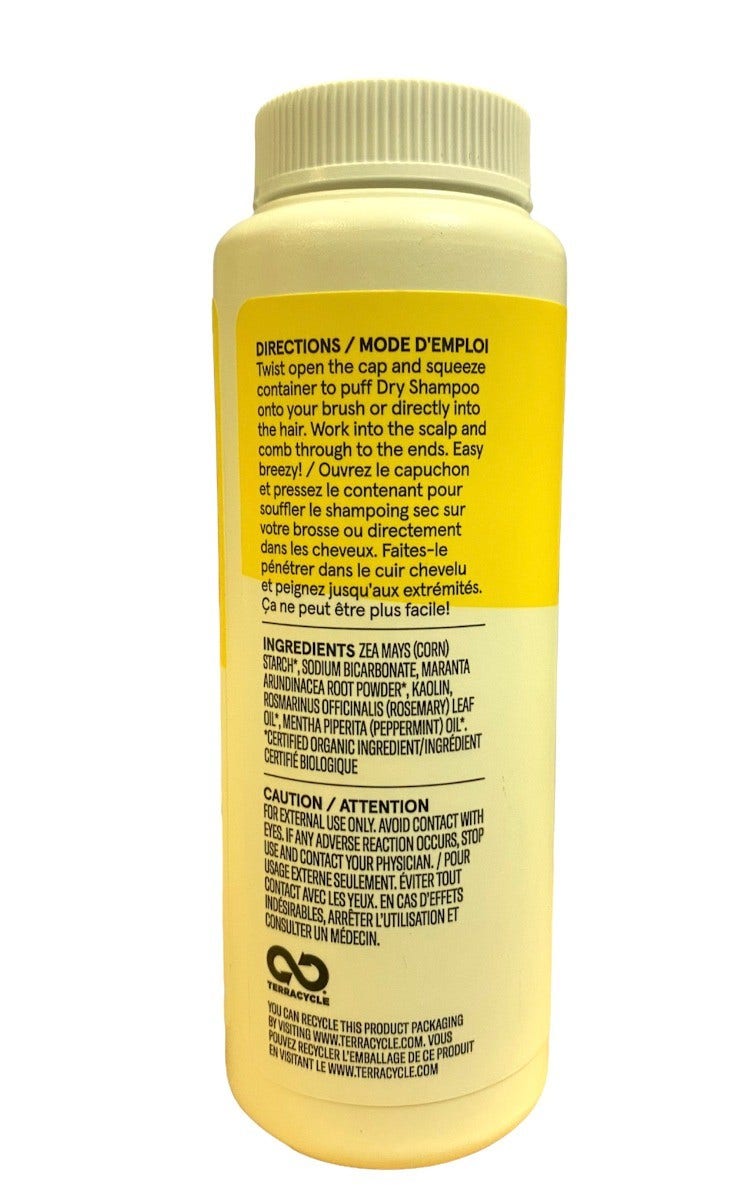 DIRECTIONS / MODE D'EMPLOI
Twist open the cap and squeeze
container to puff Dry Shampoo
onto your brush or directly into
the hair. Work into the scalp and
comb through to the ends. Easy
breezy! / Ouvrez le capuchon
et pressez le contenant pour
souffler le shampoing sec sur
votre brosse ou directement
dans les cheveux. Faites-le
pénétrer dans le cuir chevelu
et peignez jusqu'aux extrémités.
Ça ne peut être plus facile!
INGREDIENTS ZEA MAYS (CORN)
STARCH*, SODIUM BICARBONATE, MARANTA
ARUNDINACEA ROOT POWDER*, KAOLIN,
ROSMARINUS OFFICINALIS (ROSEMARY) LEAF
OIL*, MENTHA PIPERITA (PEPPERMINT) OIL*.
*CERTIFIED ORGANIC INGREDIENT/INGRÉDIENT
CERTIFIÉ BIOLOGIQUE
CAUTION / ATTENTION
FOR EXTERNAL USE ONLY. AVOID CONTACT WITH
EYES. IF ANY ADVERSE REACTION OCCURS, STOP
USE AND CONTACT YOUR PHYSICIAN. / POUR
USAGE EXTERNE SEULEMENT. ÉVITER TOUT
CONTACT AVEC LES YEUX. EN CAS D'EFFETS
INDÉSIRABLES, ARRÊTER L'UTILISATION ET
CONSULTER UN MÉDECIN.
TERRACYCLE®
YOU CAN RECYCLE THIS PRODUCT PACKAGING
BY VISITING WWW.TERRACYCLE.COM. VOUS
POUVEZ RECYCLER L'EMBALLAGE DE CE PRODUIT
EN VISITANT LE WWW.TERRACYCLE.COM